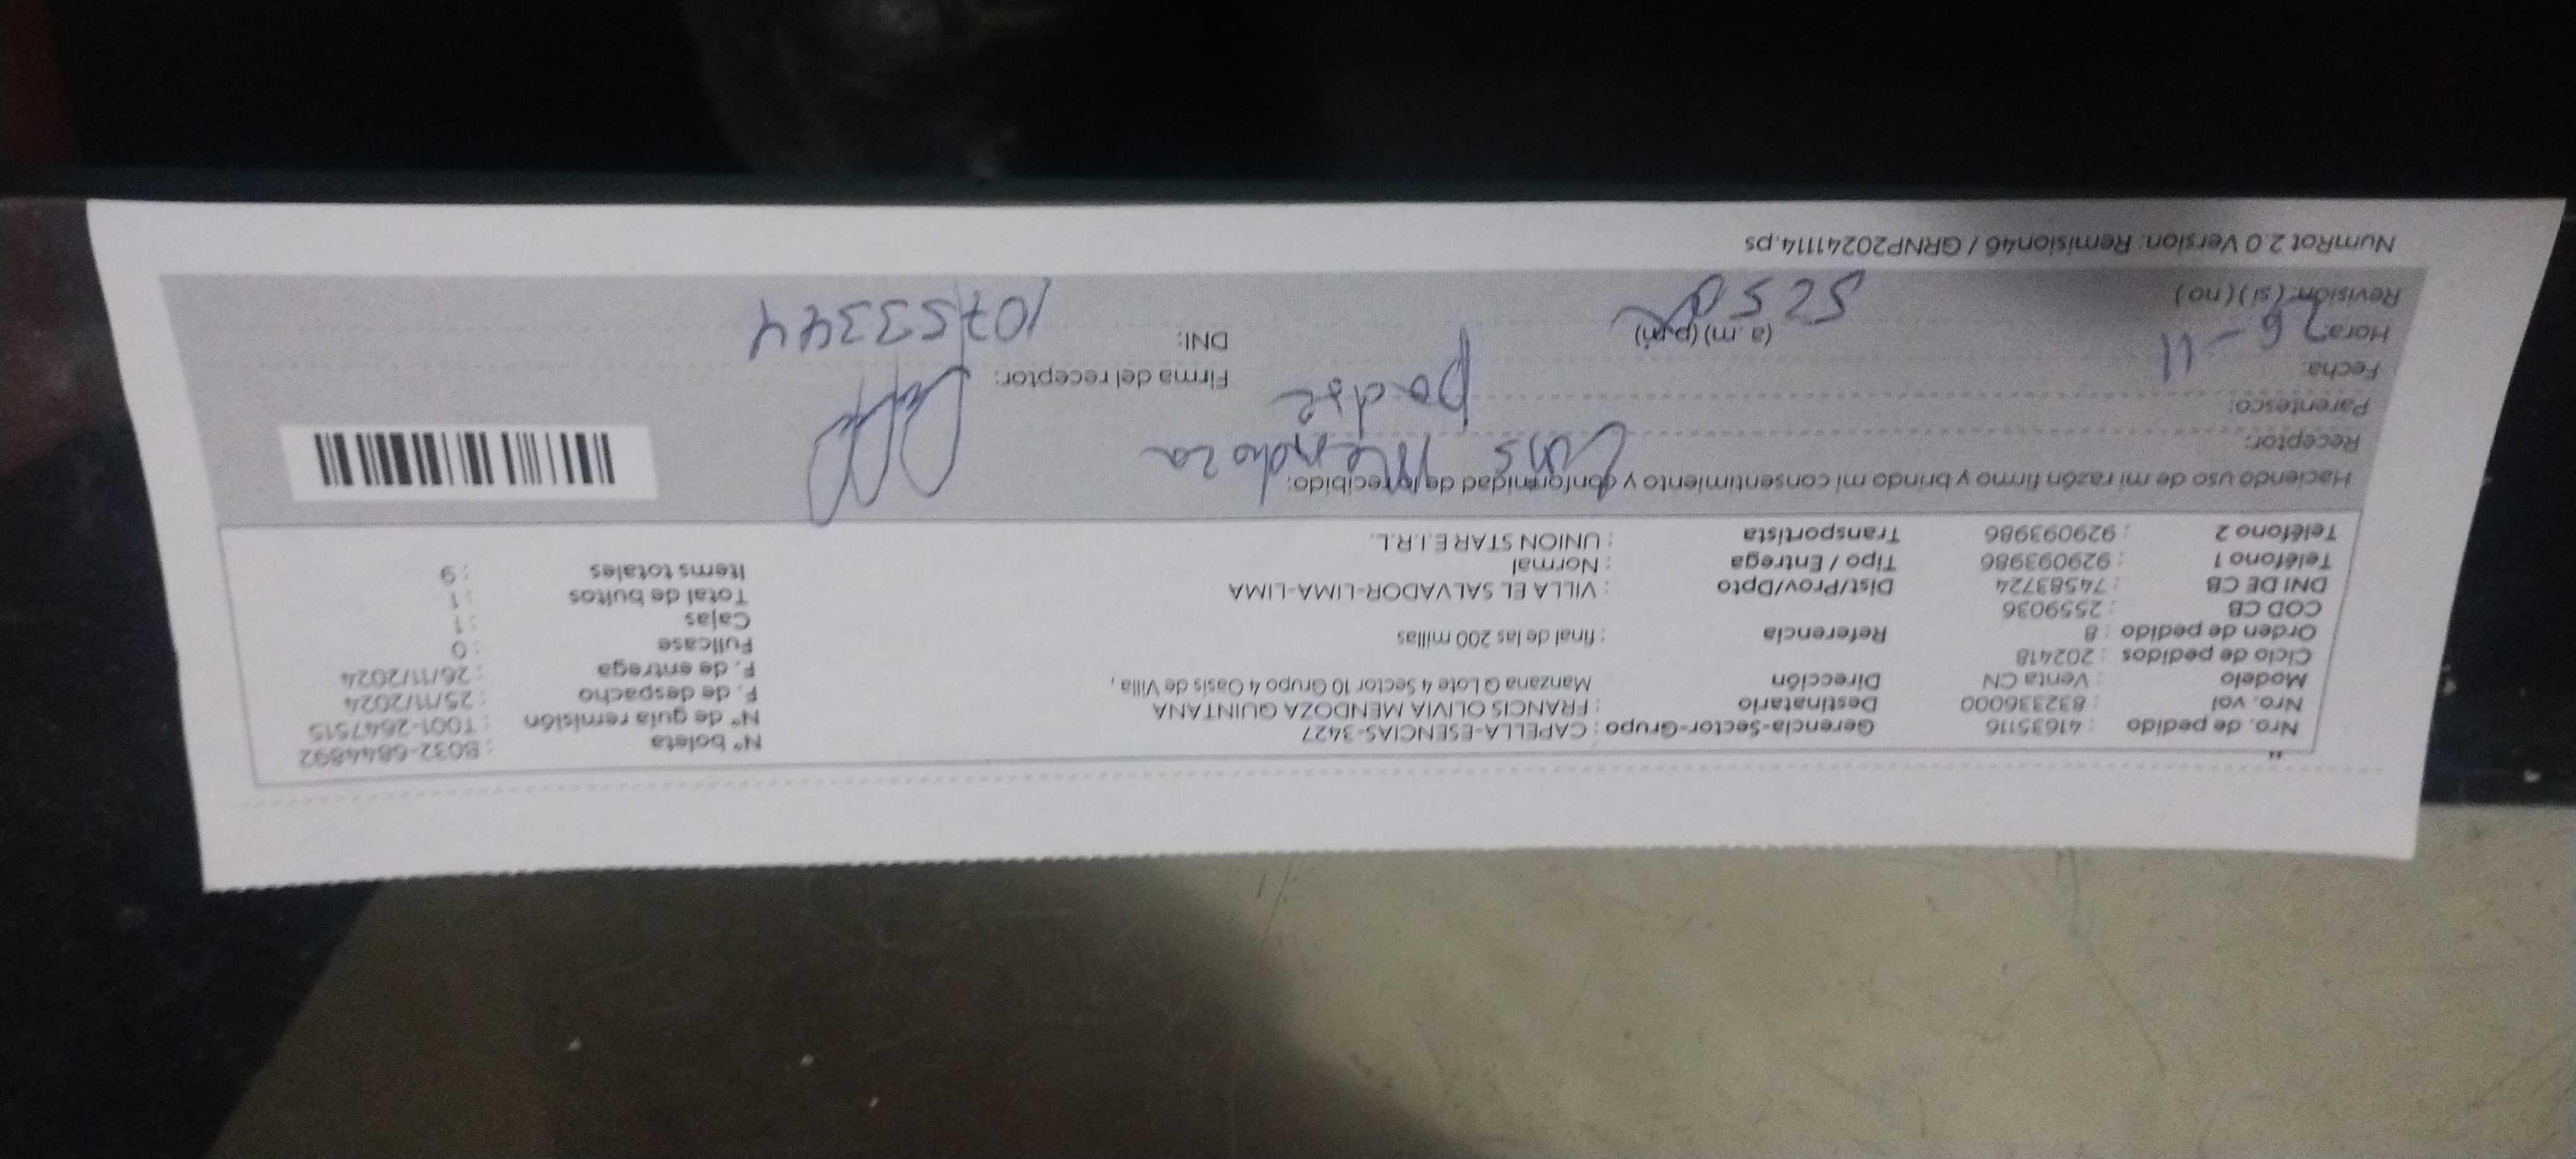 "
Nro. de pedido : 41635116 Gerencia-Sector-Grupo : CAPELLA-ESENCIAS-3427 N° boleta : B032-6844892
Nro. vol : 832336000 Destinatario : FRANCIS OLIVIA MENDOZA QUINTANA N° de guía remisión : T001-2647515
Modelo : Venta CN Dirección Manzana Q Lote 4 Sector 10 Grupo 4 Oasis de Villa , F. de despacho : 25/11/2024
Ciclo de pedidos : 202418 F. de entrega : 26/11/2024
Orden de pedido : 8 Referencia : final de las 200 millas Fullcase : 0
COD CB : 2559036 Cajas : 1
DNI DE CB : 74583724 Dist/Prov/Dpto : VILLA EL SALVADOR-LIMA-LIMA Total de bultos : 1
Teléfono 1 : 929093986 Tipo / Entrega : Normal Items totales : 9
Teléfono 2 : 929093986 Transportista : UNION STAR E.I.R.L.
Haciendo uso de mi razón firmo y brindo mi consentimiento y conformidad de lo recibido:
Receptor: Luis Mendoza
Parentesco: padre
Fecha: 26-11 Firma del receptor:
Hora: (a.m) (p.m) DNI: 10753344
Revisión: (si) (no)
NumRot 2.0 Version: Remision46 / GRNP20241114.ps